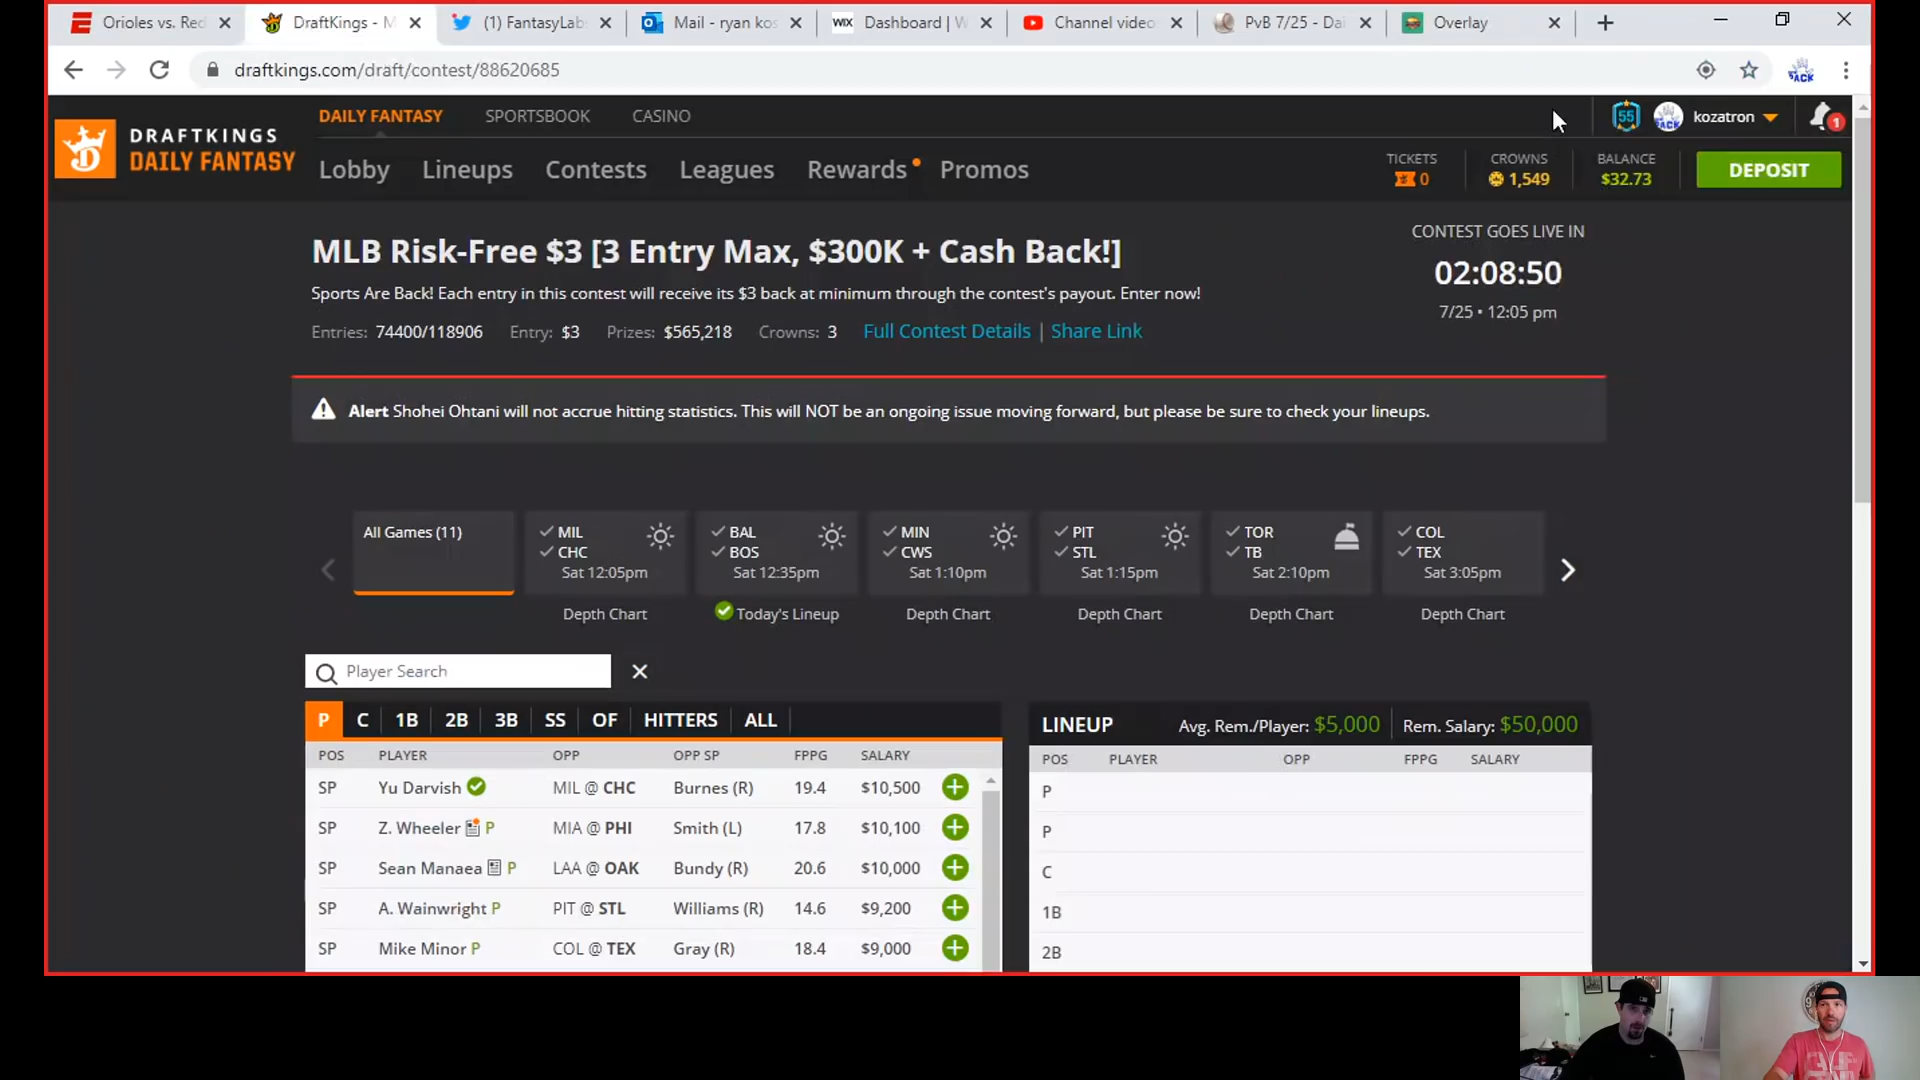 Orioles vs. Red
DraftKings - M
(1) FantasyLab
Mail - ryan kos
WIX Dashboard | W
Channel video
PvB 7/25 - Dai
Overlay
draftkings.com/draft/contest/88620685
DRAFTKINGS
DAILY FANTASY
DAILY FANTASY SPORTSBOOK CASINO
55 kozatron 1
Lobby Lineups Contests Leagues Rewards Promos
TICKETS CROWNS BALANCE
0 1,549 $32.73 DEPOSIT
MLB Risk-Free $3 [3 Entry Max, $300K + Cash Back!]
Sports Are Back! Each entry in this contest will receive its $3 back at minimum through the contest's payout. Enter now!
Entries: 74400/118906 Entry: $3 Prizes: $565,218 Crowns: 3 Full Contest Details | Share Link
CONTEST GOES LIVE IN
02:08:50
7/25 • 12:05 pm
Alert Shohei Ohtani will not accrue hitting statistics. This will NOT be an ongoing issue moving forward, but please be sure to check your lineups.
All Games (11)
MIL
CHC
Sat 12:05pm
Depth Chart
BAL
BOS
Sat 12:35pm
Today's Lineup
MIN
CWS
Sat 1:10pm
Depth Chart
PIT
STL
Sat 1:15pm
Depth Chart
TOR
TB
Sat 2:10pm
Depth Chart
COL
TEX
Sat 3:05pm
Depth Chart
Player Search
P C 1B 2B 3B SS OF HITTERS ALL
POS PLAYER OPP OPP SP FPPG SALARY
SP Yu Darvish MIL @ CHC Burnes (R) 19.4 $10,500
SP Z. Wheeler P MIA @ PHI Smith (L) 17.8 $10,100
SP Sean Manaea P LAA @ OAK Bundy (R) 20.6 $10,000
SP A. Wainwright P PIT @ STL Williams (R) 14.6 $9,200
SP Mike Minor P COL @ TEX Gray (R) 18.4 $9,000
LINEUP Avg. Rem./Player: $5,000 Rem. Salary: $50,000
POS PLAYER OPP FPPG SALARY
P
P
C
1B
2B